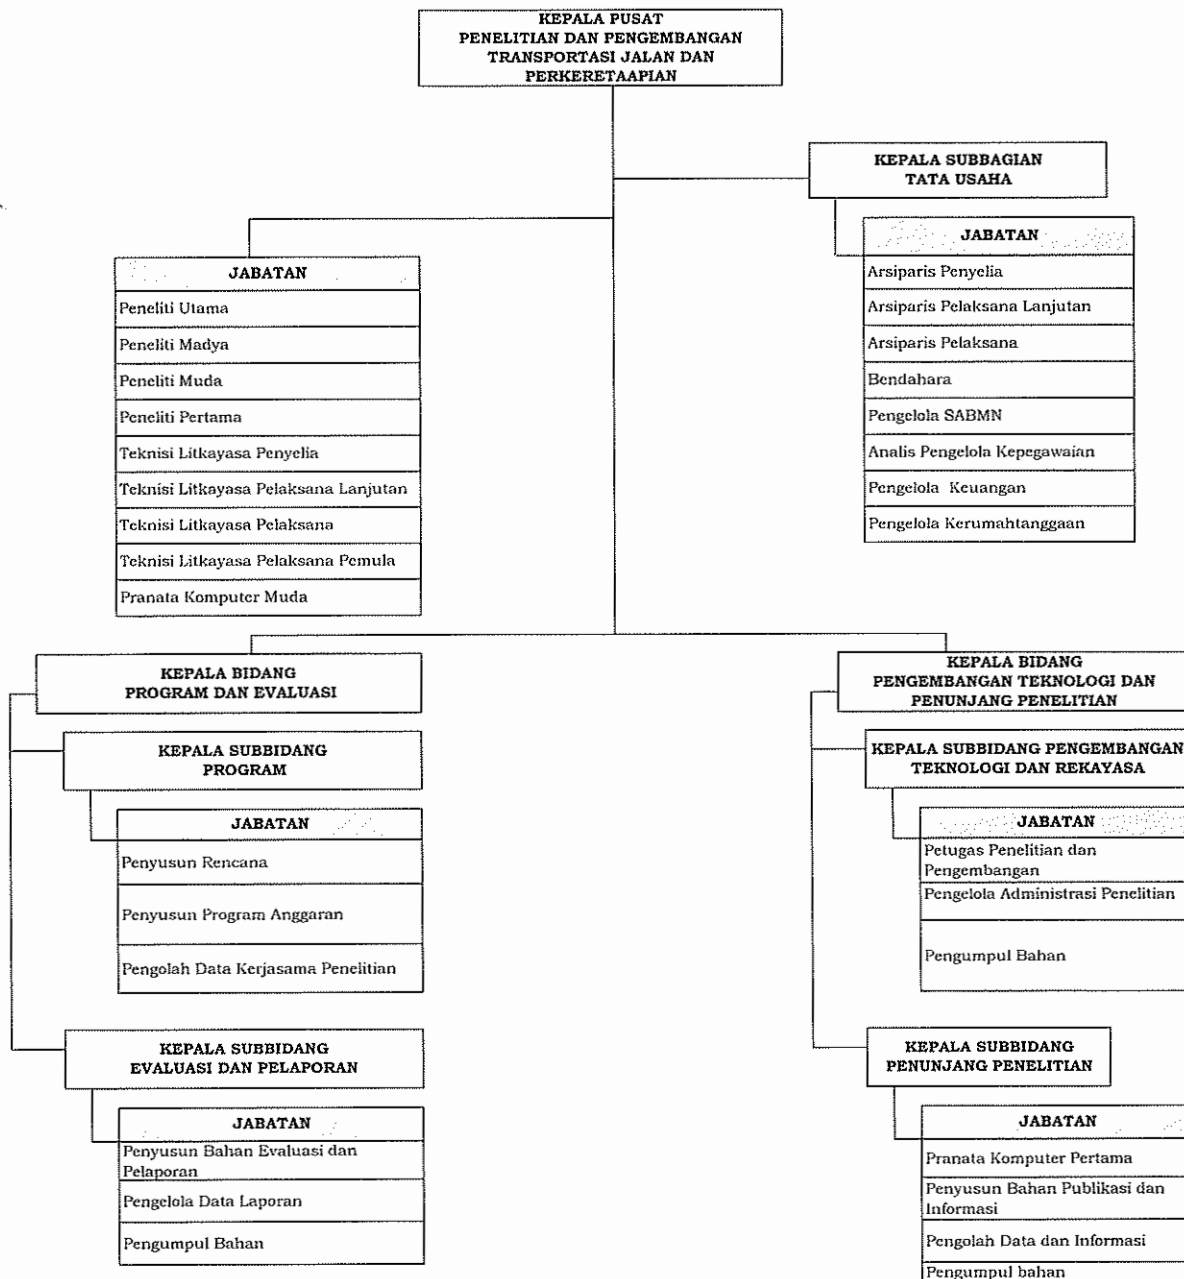 KEPALA PUSAT
PENELITIAN DAN PENGEMBANGAN
TRANSPORTASI JALAN DAN
PERKERETAAPIAN
KEPALA SUBBAGIAN
TATA USAHA
JABATAN
Arsiparis Penyelia
Arsiparis Pelaksana Lanjutan
Arsiparis Pelaksana
Bendahara
Pengelola SABMN
Analis Pengelola Kepegawaian
Pengelola Keuangan
Pengelola Kerumahtanggaan
JABATAN
Peneliti Utama
Peneliti Madya
Peneliti Muda
Peneliti Pertama
Teknisi Litkayasa Penyelia
Teknisi Litkayasa Pelaksana Lanjutan
Teknisi Litkayasa Pelaksana
Teknisi Litkayasa Pelaksana Pemula
Pranata Komputer Muda
KEPALA BIDANG
PROGRAM DAN EVALUASI
KEPALA SUBBIDANG
PROGRAM
JABATAN
Penyusun Rencana
Penyusun Program Anggaran
Pengolah Data Kerjasama Penelitian
KEPALA SUBBIDANG
EVALUASI DAN PELAPORAN
JABATAN
Penyusun Bahan Evaluasi dan
Pelaporan
Pengelola Data Laporan
Pengumpul Bahan
KEPALA BIDANG
PENGEMBANGAN TEKNOLOGI DAN
PENUNJANG PENELITIAN
KEPALA SUBBIDANG PENGEMBANGAN
TEKNOLOGI DAN REKAYASA
JABATAN
Petugas Penelitian dan
Pengembangan
Pengelola Administrasi Penelitian
Pengumpul Bahan
KEPALA SUBBIDANG
PENUNJANG PENELITIAN
JABATAN
Pranata Komputer Pertama
Penyusun Bahan Publikasi dan
Informasi
Pengolah Data dan Informasi
Pengumpul bahan